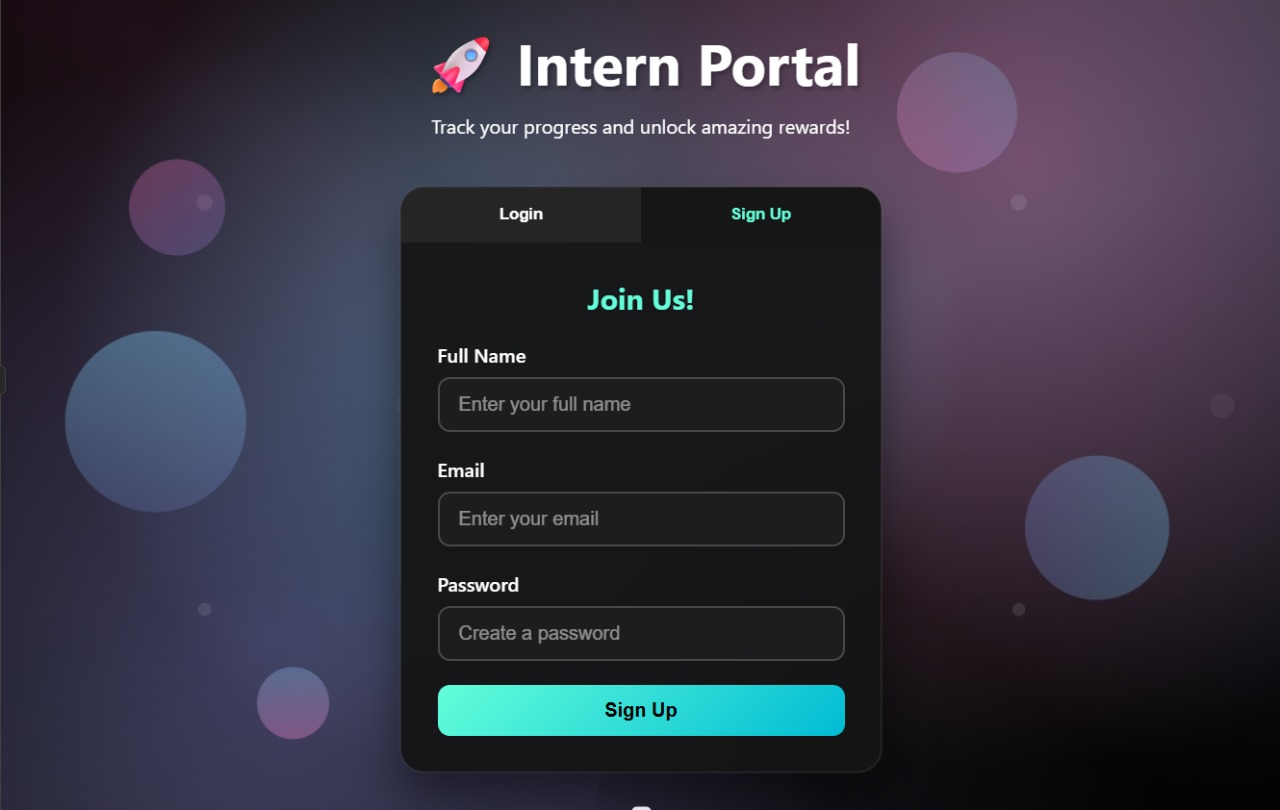 🚀 Intern Portal
Track your progress and unlock amazing rewards!
Login Sign Up
Join Us!
Full Name
Enter your full name
Email
Enter your email
Password
Create a password
Sign Up